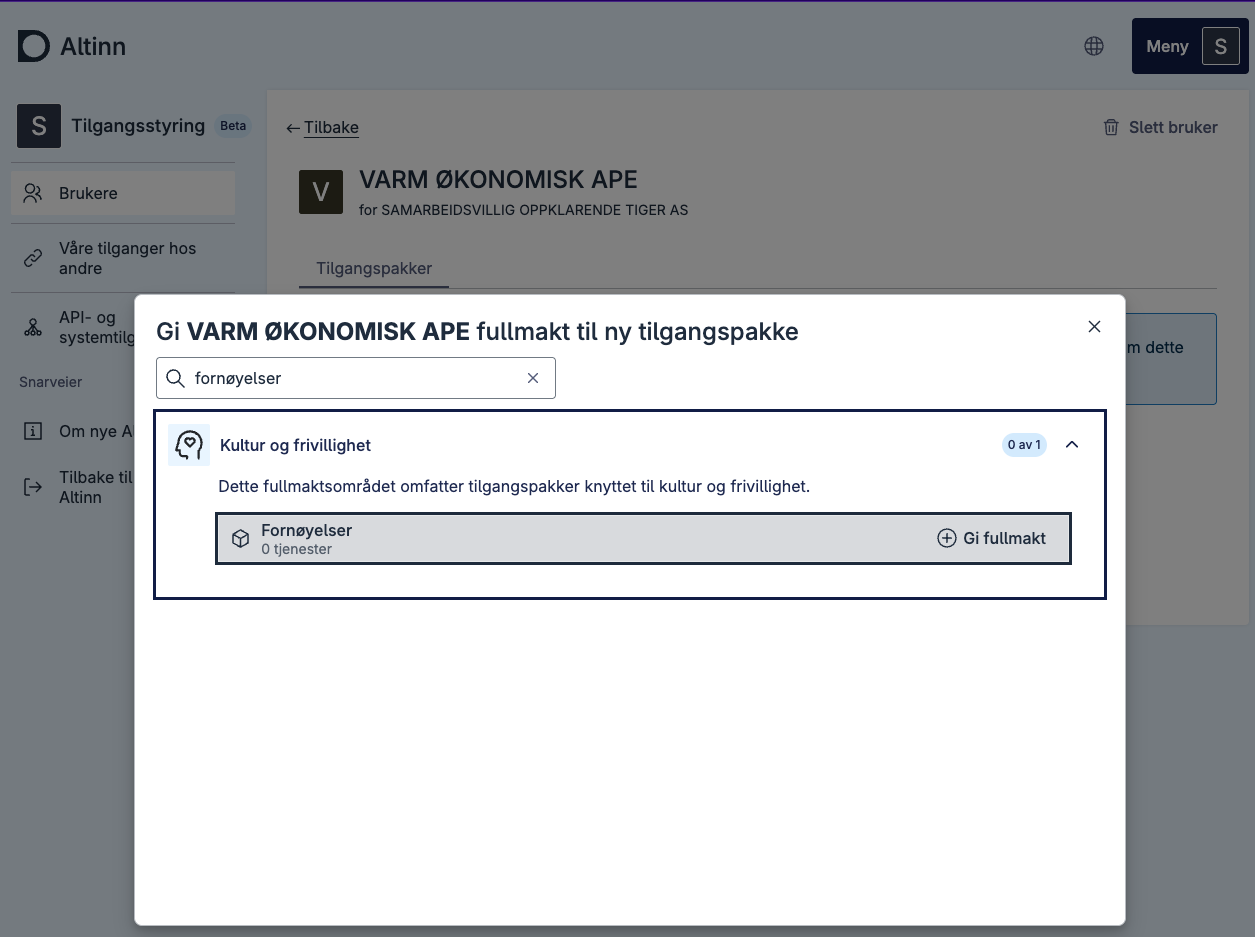 Altinn
Meny S
S Tilgangsstyring Beta
Brukere
Våre tilganger hos
andre
API- og
Snarveier
Om nye
Tilbake til
Altinn
Tilbake
Slett bruker
V
VARM ØKONOMISK APE
for SAMARBEIDSVILLIG OPPKLARENDE TIGER AS
Tilgangspakker
dette
Gi VARM ØKONOMISK APE fullmakt til ny tilgangspakke
fornøyelser
Kultur og frivillighet
0 av 1
Dette fullmaktsområdet omfatter tilgangspakker knyttet til kultur og frivillighet.
Fornøyelser
0 tjenester
Gi fullmakt